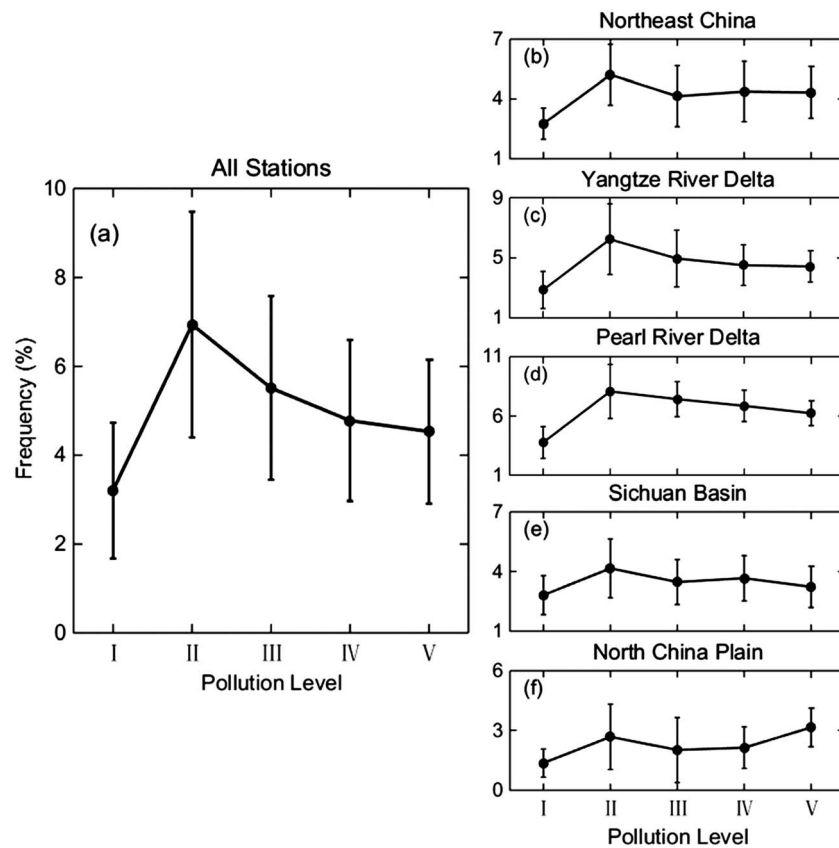 All Stations
(a)
10
8
6
4
2
0
Frequency (%)
I II III IV V
Pollution Level
Northeast China
(b)
7
4
1
Yangtze River Delta
(c)
9
5
1
Pearl River Delta
(d)
11
6
1
Sichuan Basin
(e)
7
4
1
North China Plain
(f)
6
3
0
I II III IV V
Pollution Level